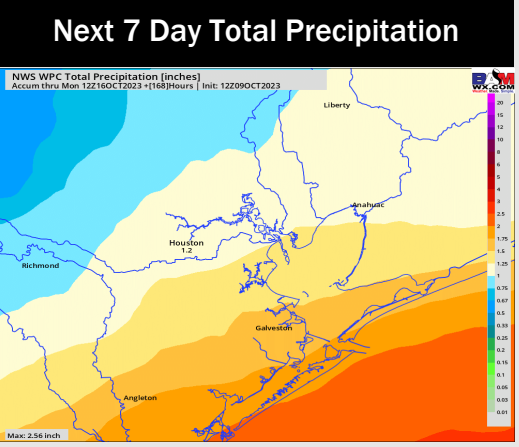 Next 7 Day Total Precipitation
NWS WPC Total Precipitation [inches]
Accum thru Mon 12Z16OCT2023 +[168]Hours | Init: 12Z09OCT2023
BAM
WX.COM
Liberty
Anahuac
Houston
1.2
Richmond
Galveston
Angleton
Max: 2.56 inch
20
15
12
10
8
6
5
4
3
2.5
2
1.75
1.5
1.25
1
0.75
0.67
0.5
0.33
0.25
0.2
0.15
0.1
0.05
0.03
0.01